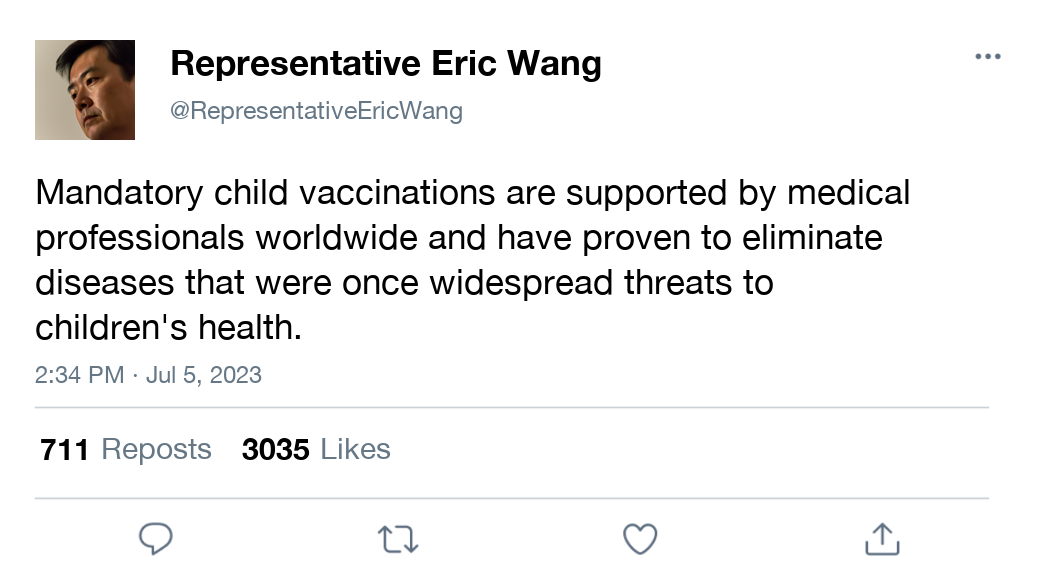 Representative Eric Wang
@RepresentativeEricWang
Mandatory child vaccinations are supported by medical
professionals worldwide and have proven to eliminate
diseases that were once widespread threats to
children's health.
2:34 PM · Jul 5, 2023
711 Reposts 3035 Likes